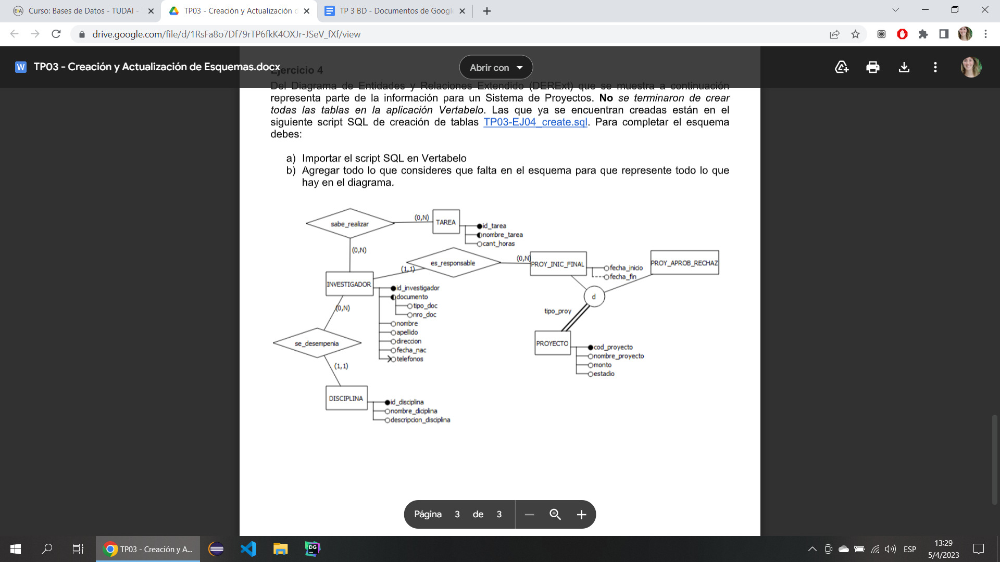 Curso: Bases de Datos - TUDAI -
TP03 - Creación y Actualización d
TP 3 BD - Documentos de Google
drive.google.com/file/d/1RsFa8o7Df79rTP6fkK4OXJr-JSeV_fXf/view
W TP03 - Creación y Actualización de Esquemas.docx
Abrir con
Ejercicio 4
Del Diagrama de Entidades y Relaciones Extendido (DERExt) que se muestra a continuación
representa parte de la información para un Sistema de Proyectos. No se terminaron de crear
todas las tablas en la aplicación Vertabelo. Las que ya se encuentran creadas están en el
siguiente script SQL de creación de tablas TP03-EJ04_create.sql. Para completar el esquema
debes:
a) Importar el script SQL en Vertabelo
b) Agregar todo lo que consideres que falta en el esquema para que represente todo lo que
hay en el diagrama.
sabe_realizar
(0,N)
TAREA
id_tarea
nombre_tarea
cant_horas
(0,N)
es_responsable
(1,1)
(0,N)
PROY_INIC_FINAL
fecha_inicio
fecha_fin
PROY_APROB_RECHAZ
INVESTIGADOR
id_investigador
documento
tipo_doc
nro_doc
nombre
apellido
direccion
fecha_nac
telefonos
d
tipo_proy
PROYECTO
cod_proyecto
nombre_proyecto
monto
estadio
(0,N)
se_desempenia
(1,1)
DISCIPLINA
id_disciplina
nombre_diciplina
descripcion_disciplina
Página 3 de 3
TP03 - Creación y A...
DG
ESP
13:29
5/4/2023